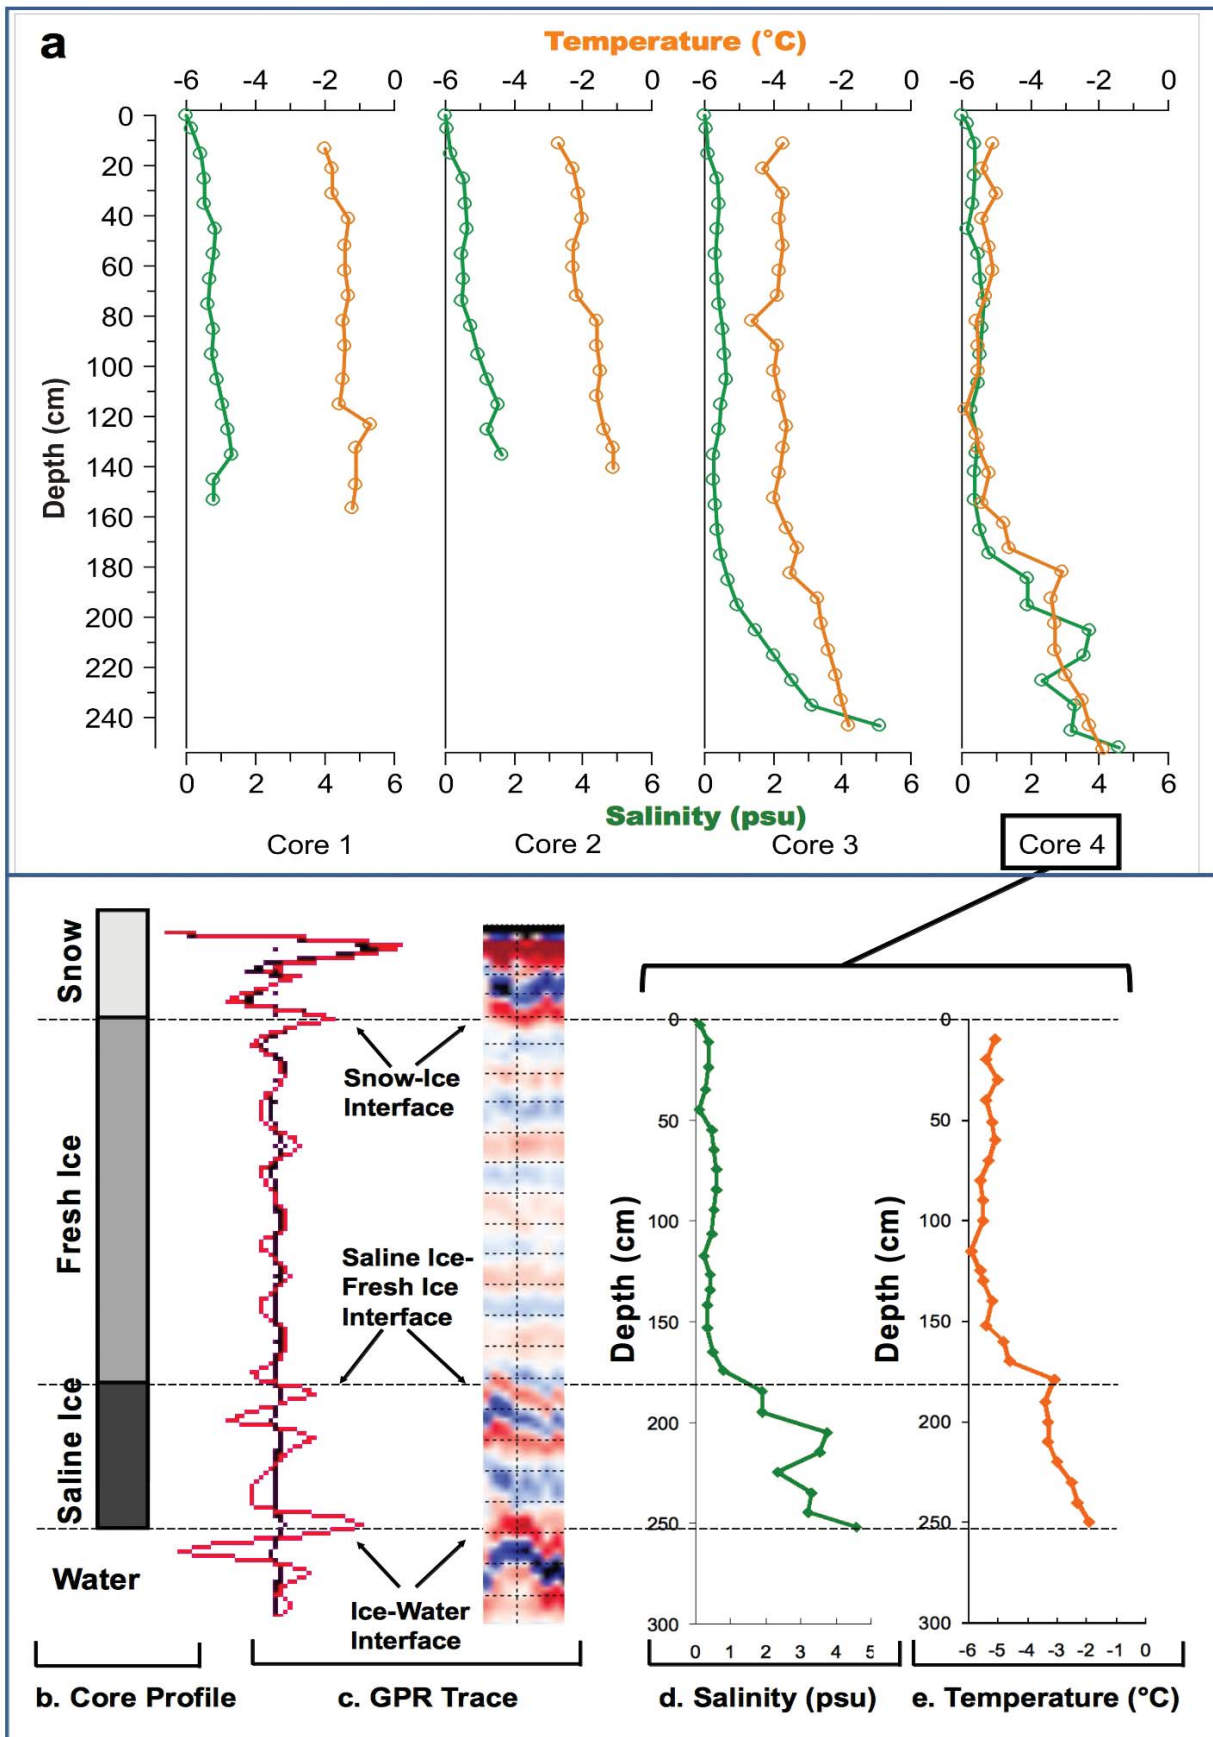 a
Temperature (°C)
-6 -4 -2 0 -6 -4 -2 0 -6 -4 -2 0 -6 -4 -2 0
0
20
40
60
80
100
120
140
160
180
200
220
240
Depth (cm)
0 2 4 6 0 2 4 6 0 2 4 6 0 2 4 6
Salinity (psu)
Core 1 Core 2 Core 3 Core 4
Snow
Fresh Ice
Saline Ice
Water
Snow-Ice
Interface
Saline Ice-
Fresh Ice
Interface
Ice-Water
Interface
Depth (cm)
0
50
100
150
200
250
300
0 1 2 3 4 5
Depth (cm)
0
50
100
150
200
250
300
-6 -5 -4 -3 -2 -1 0
b. Core Profile
c. GPR Trace
d. Salinity (psu)
e. Temperature (°C)